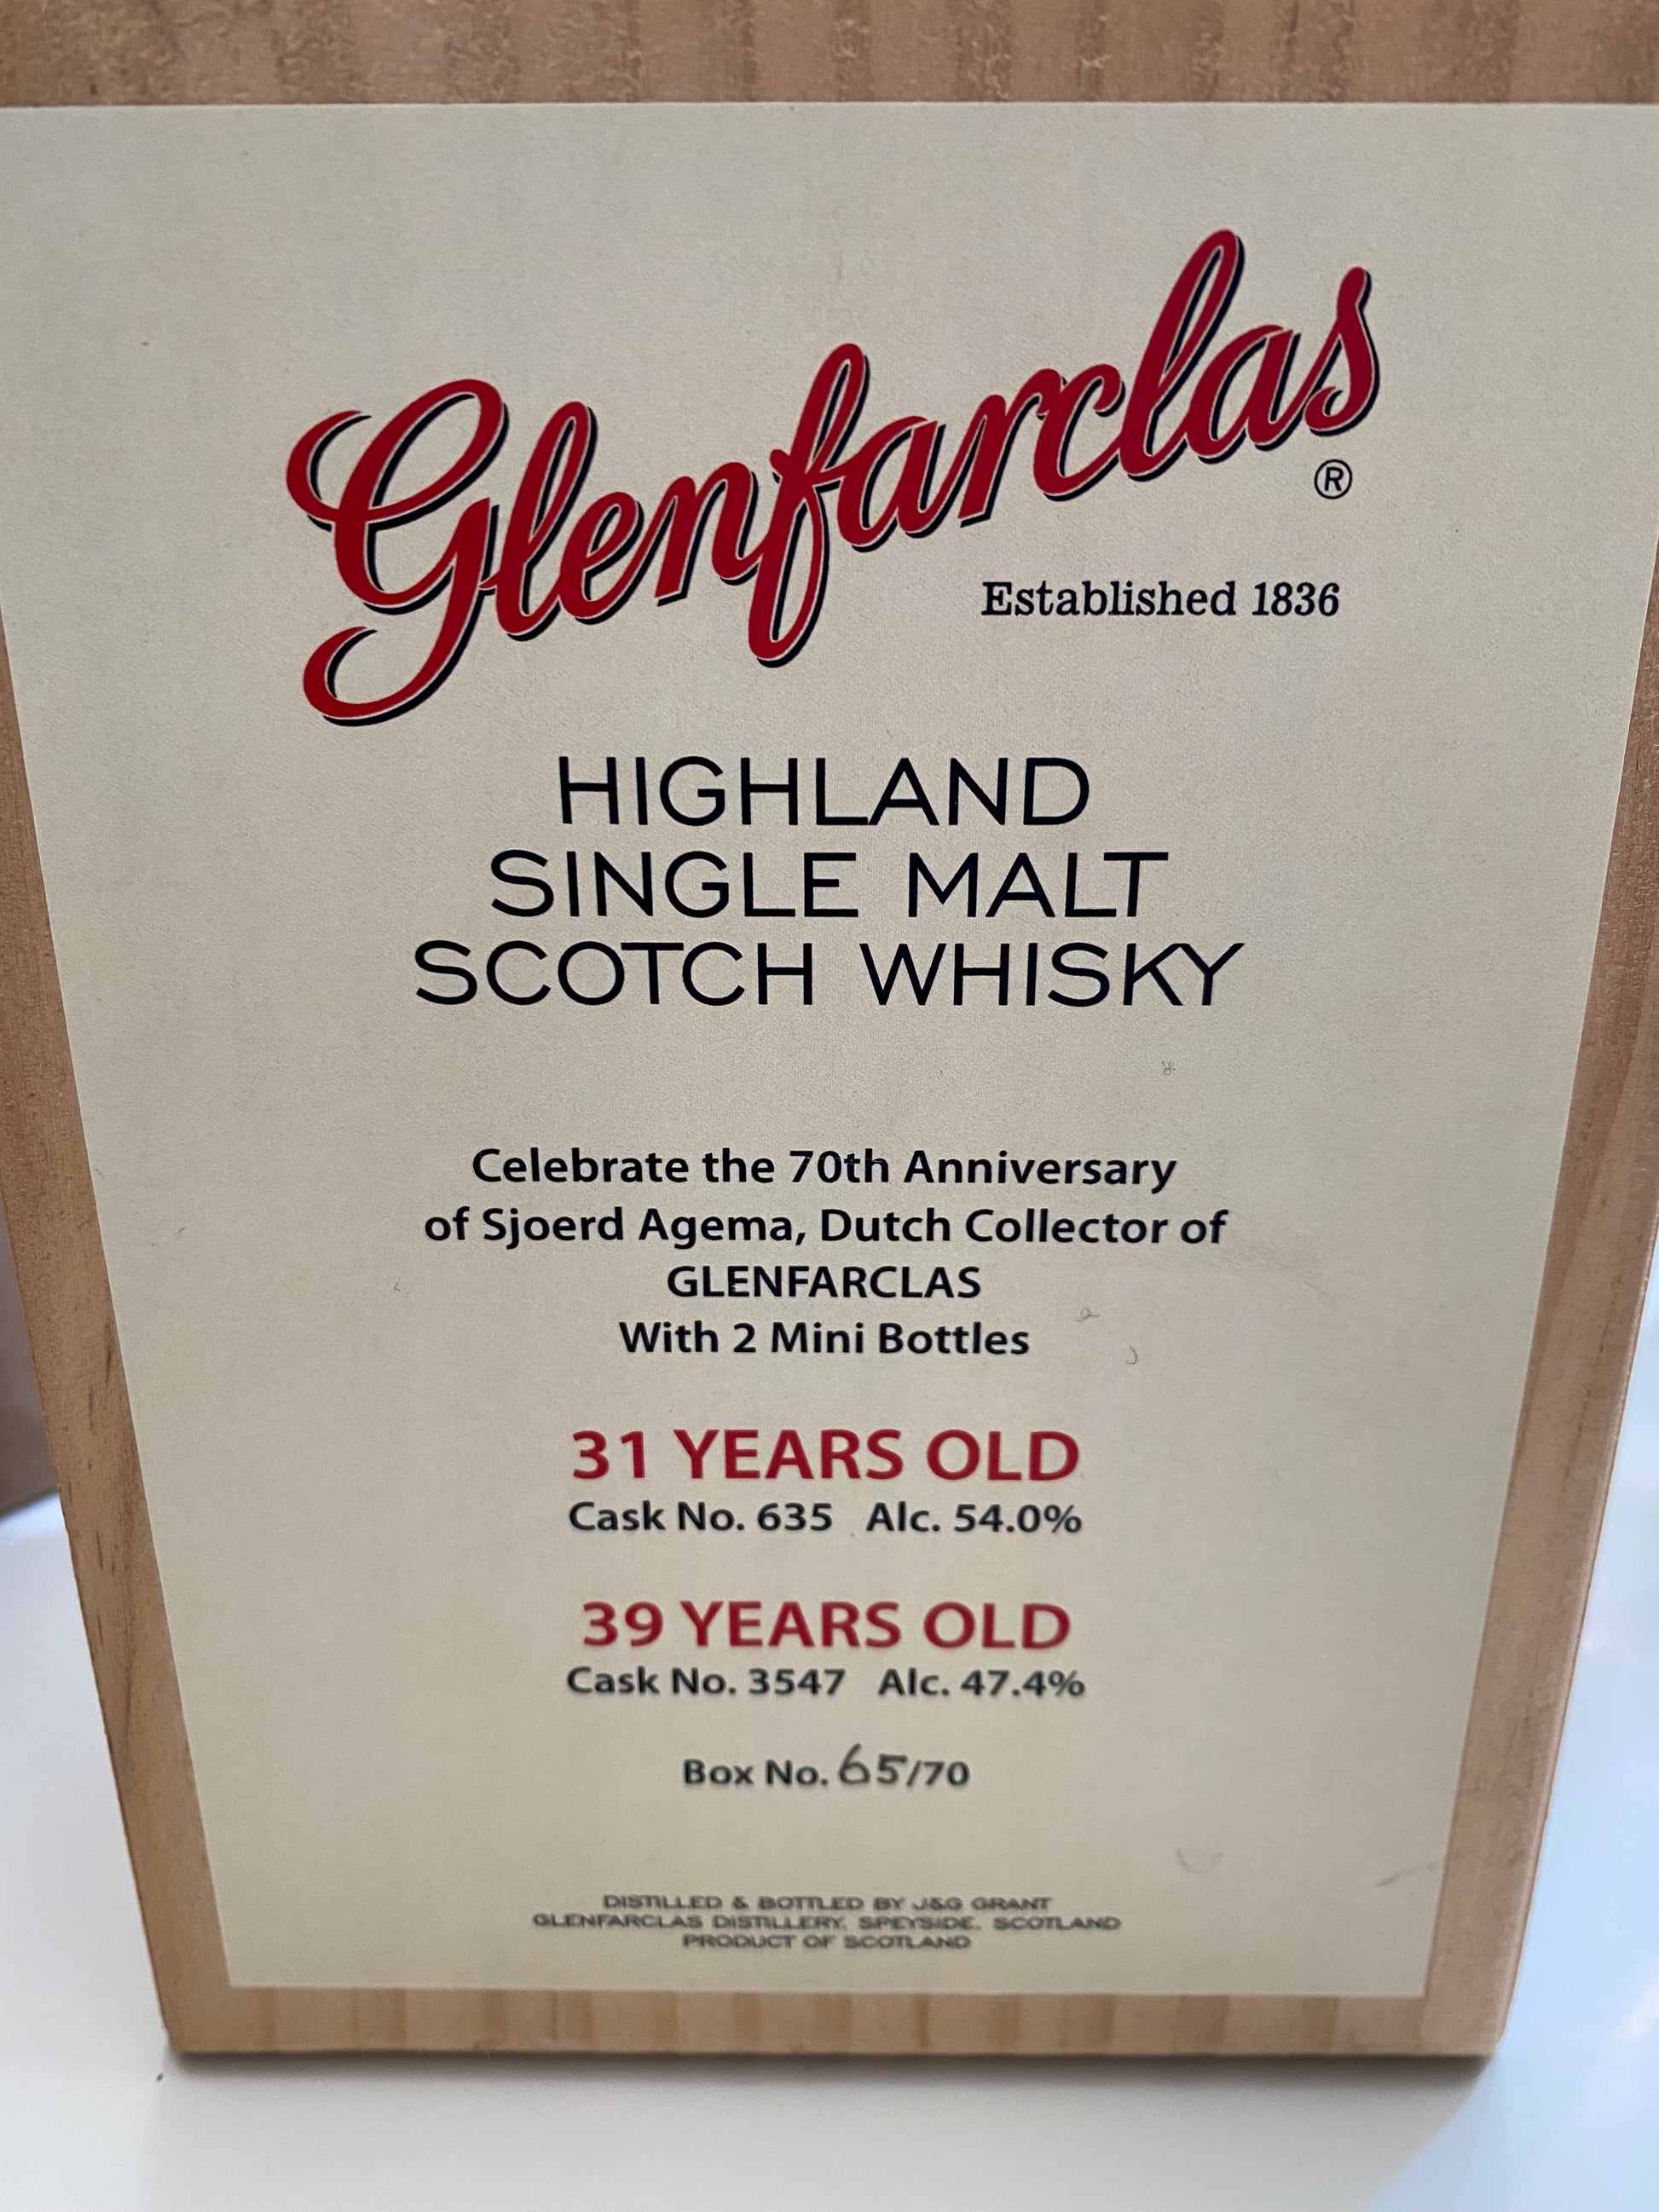 Glenfarclas
®
Established 1836
HIGHLAND
SINGLE MALT
SCOTCH WHISKY
Celebrate the 70th Anniversary
of Sjoerd Agema, Dutch Collector of
GLENFARCLAS
With 2 Mini Bottles
31 YEARS OLD
Cask No. 635 Alc. 54.0%
39 YEARS OLD
Cask No. 3547 Alc. 47.4%
Box No. 65/70
DISTILLED & BOTTLED BY J&G GRANT
GLENFARCLAS DISTILLERY, SPEYSIDE, SCOTLAND
PRODUCT OF SCOTLAND